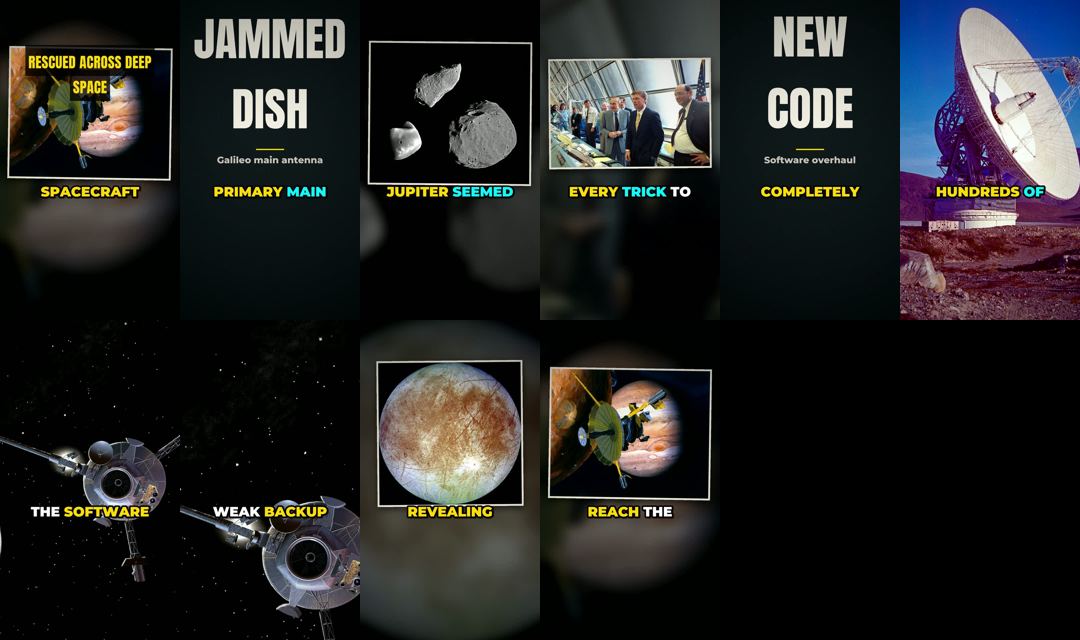 RESCUED ACROSS DEEP
SPACE
SPACECRAFT
JAMMED
DISH
Galileo main antenna
PRIMARY MAIN
JUPITER SEEMED
EVERY TRICK TO
NEW
CODE
Software overhaul
COMPLETELY
HUNDREDS OF
THE SOFTWARE
WEAK BACKUP
REVEALING
REACH THE